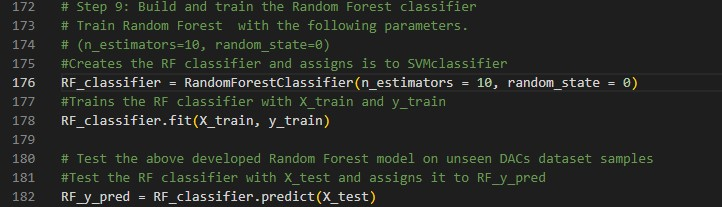 172 # Step 9: Build and train the Random Forest classifier
173 # Train Random Forest  with the following parameters.
174 # (n_estimators=10, random_state=0)
175 #Creates the RF classifier and assigns is to SVMclassifier
176 RF_classifier = RandomForestClassifier(n_estimators = 10, random_state = 0)
177 #Trains the RF classifier with X_train and y_train
178 RF_classifier.fit(X_train, y_train)
179
180 # Test the above developed Random Forest model on unseen DACs dataset samples
181 #Test the RF classifier with X_test and assigns it to RF_y_pred
182 RF_y_pred = RF_classifier.predict(X_test)